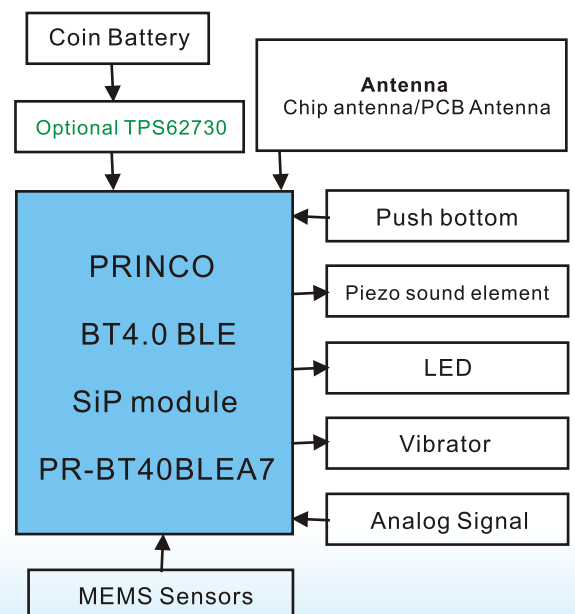 Coin Battery
Optional TPS62730
Antenna
Chip antenna/PCB Antenna
PRINCO
BT4.0 BLE
SiP module
PR-BT40BLEA7
Push bottom
Piezo sound element
LED
Vibrator
Analog Signal
MEMS Sensors